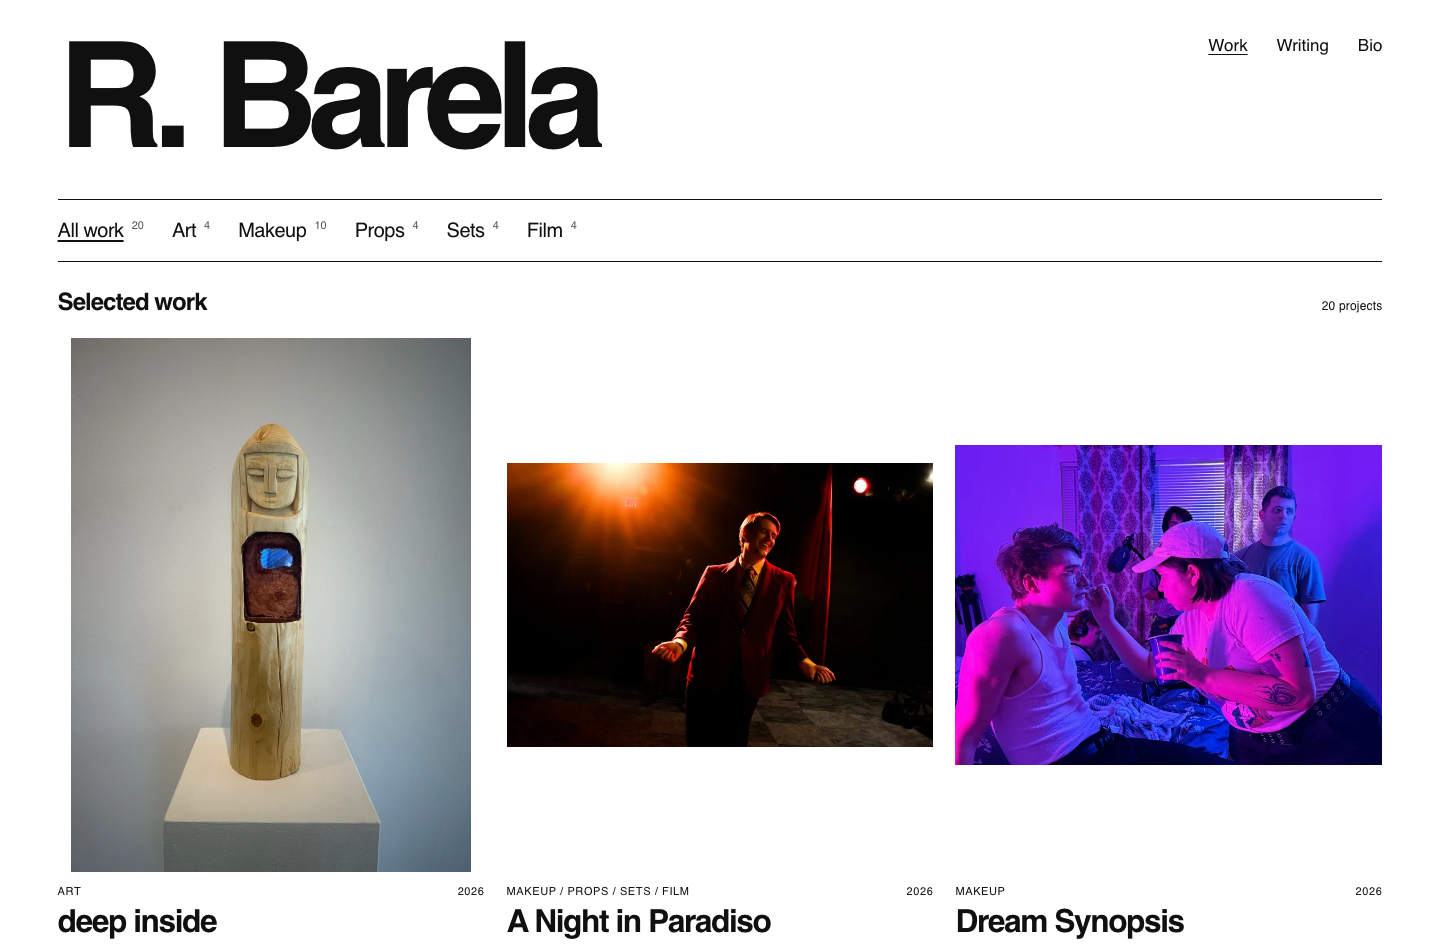 R. Barela
Work Writing Bio
All work 20 Art 4 Makeup 10 Props 4 Sets 4 Film 4
Selected work
20 projects
ART 2026
deep inside
MAKEUP / PROPS / SETS / FILM 2026
A Night in Paradiso
MAKEUP 2026
Dream Synopsis